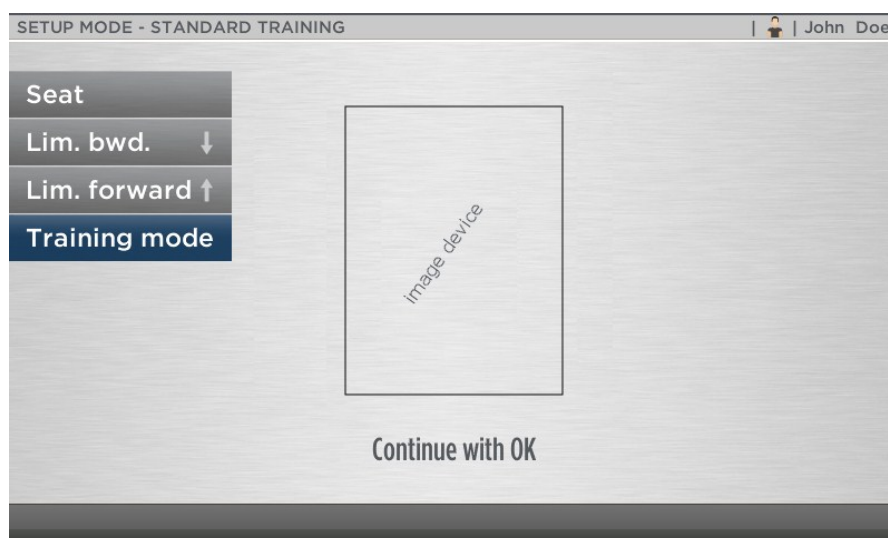 SETUP MODE - STANDARD TRAINING | | John Doe
Seat
Lim. bwd. ↓
Lim. forward ↑
Training mode
image device
Continue with OK